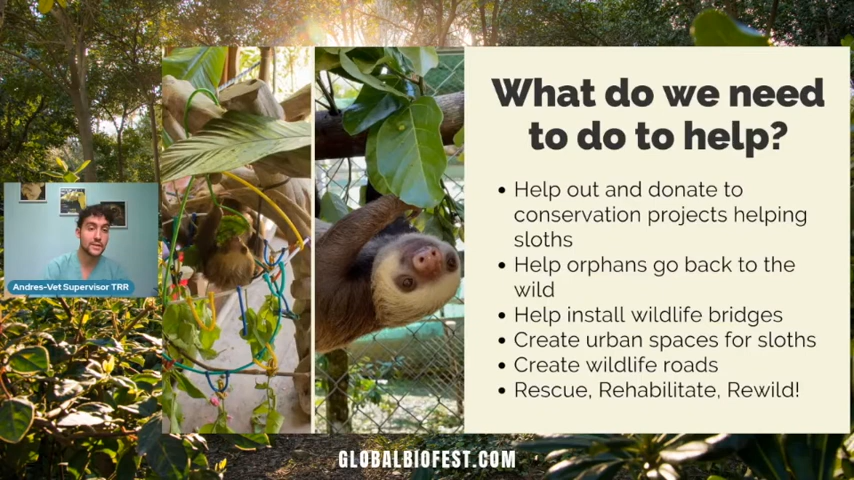 What do we need
to do to help?
• Help out and donate to
conservation projects helping
sloths
• Help orphans go back to the
wild
• Help install wildlife bridges
• Create urban spaces for sloths
• Create wildlife roads
• Rescue, Rehabilitate, Rewild!
Andres-Vet Supervisor TRR
GLOBALBIOFEST.COM